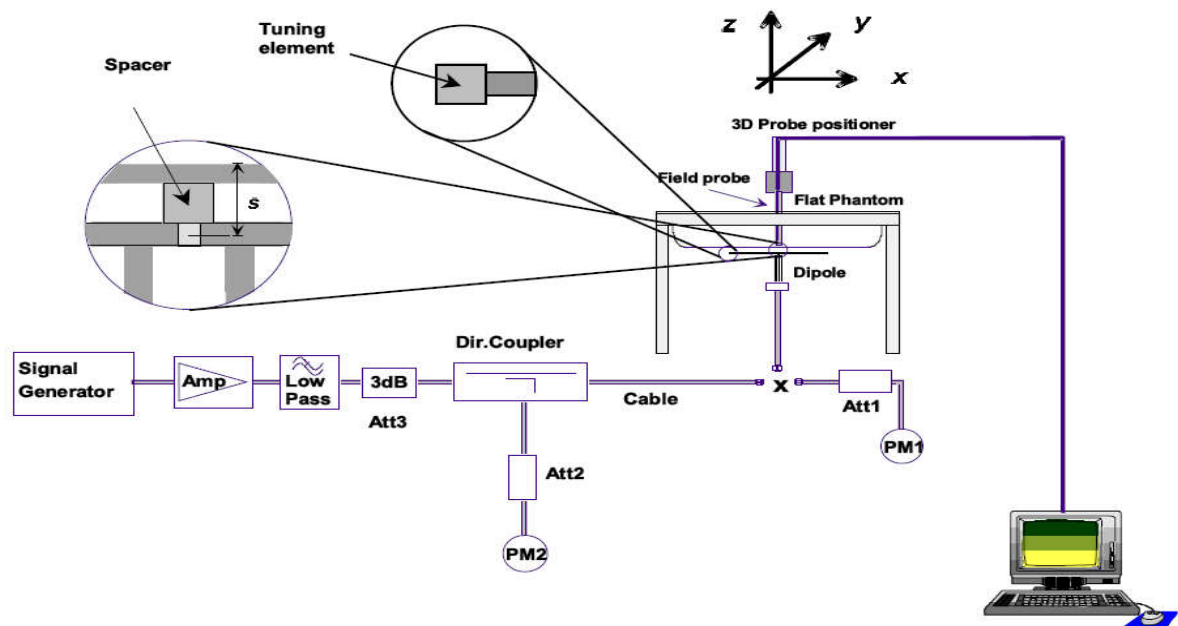 z
y
x
Tuning
element
Spacer
s
3D Probe positioner
Field probe
Flat Phantom
Dipole
Dir.Coupler
Signal
Generator
Amp
Low
Pass
3dB
Att3
Cable
x
Att1
PM1
Att2
PM2